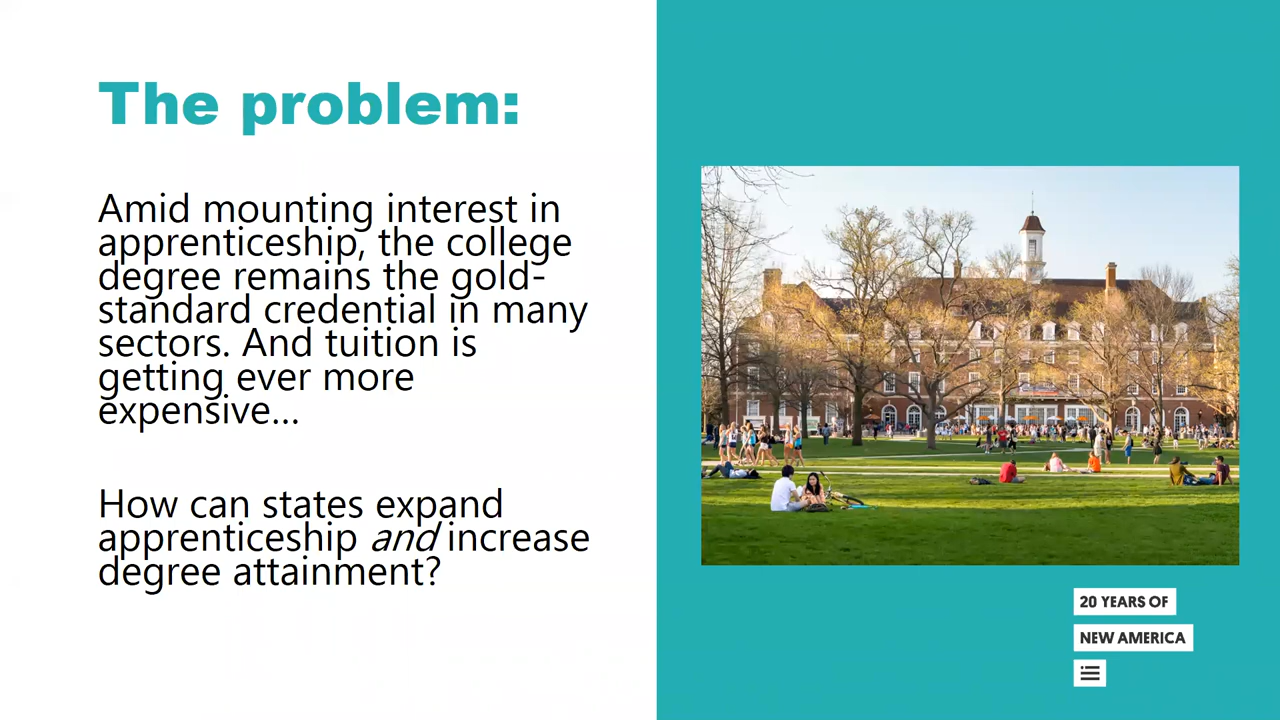 The problem:
Amid mounting interest in
apprenticeship, the college
degree remains the gold-
standard credential in many
sectors. And tuition is
getting ever more
expensive...
How can states expand
apprenticeship and increase
degree attainment?
20 YEARS OF
NEW AMERICA